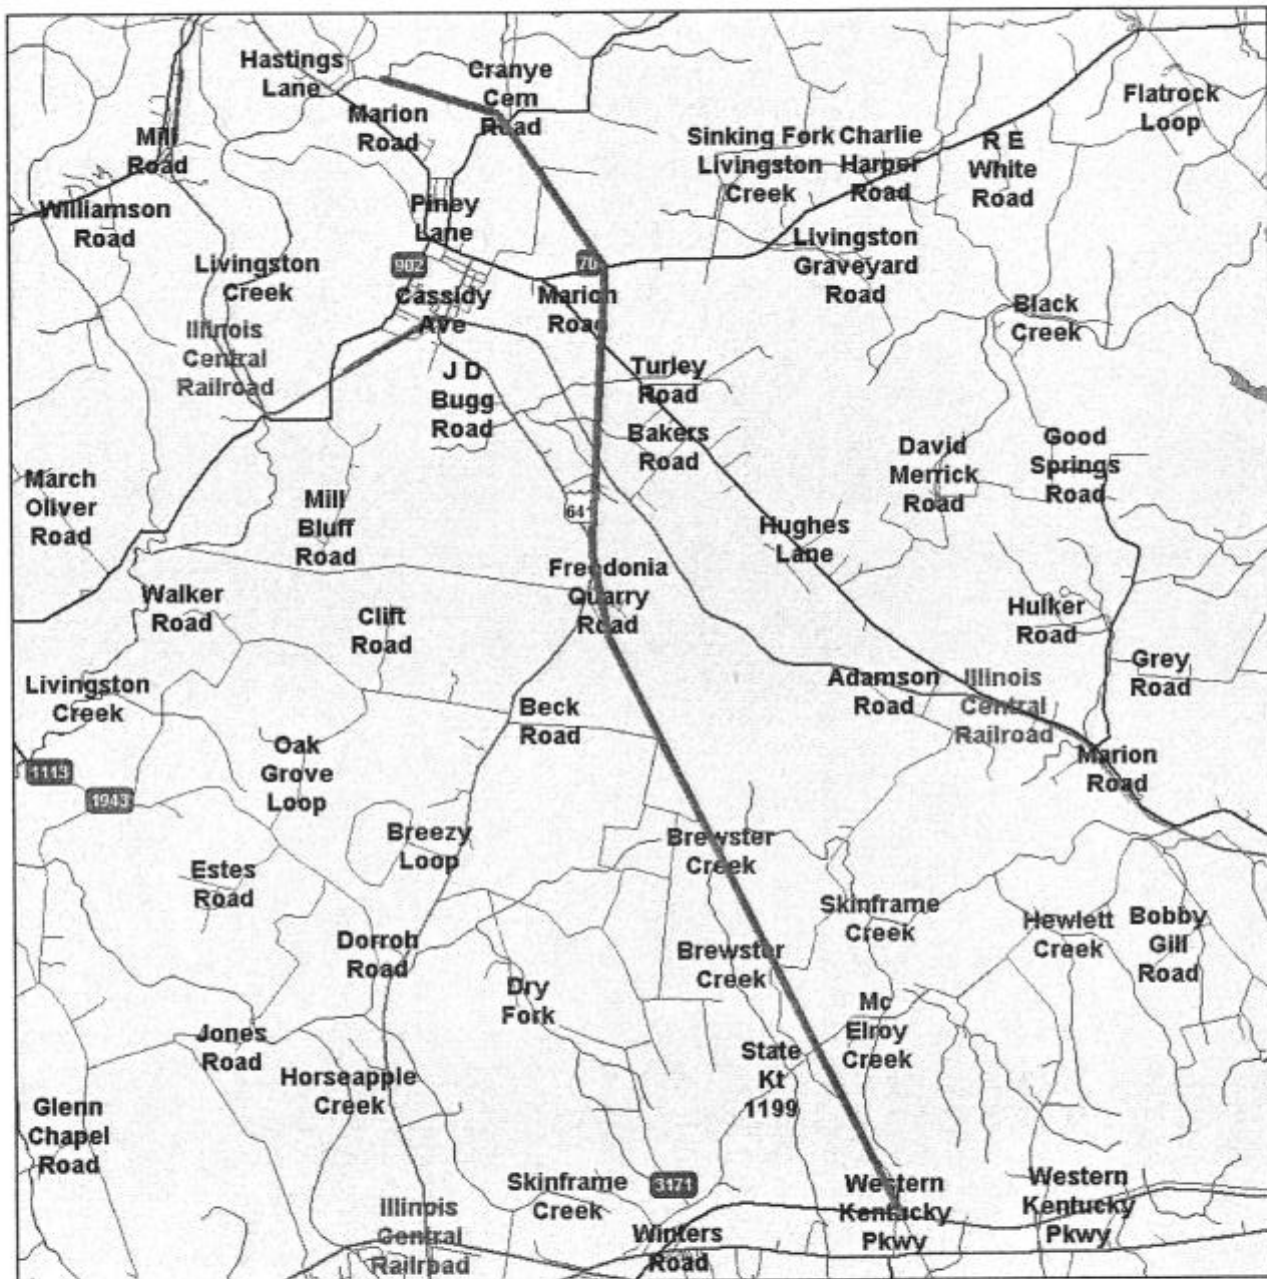 Hastings
Lane
Cranye
Cem
Road
Marion
Road
Flatrock
Loop
Mill
Road
Sinking Fork
Livingston
Creek
Charlie
Harper
Road
R E
White
Road
Williamson
Road
Piney
Lane
Livingston
Creek
902
70
Livingston
Graveyard
Road
Cassidy
Ave
Marion
Road
Black
Creek
Illinois
Central
Railroad
J D
Bugg
Road
Turley
Road
Bakers
Road
David
Merrick
Road
Good
Springs
Road
March
Oliver
Road
Mill
Bluff
Road
641
Hughes
Lane
Walker
Road
Clift
Road
Fredonia
Quarry
Road
Hulker
Road
Grey
Road
Livingston
Creek
Beck
Road
Adamson
Road
Illinois
Central
Railroad
Marion
Road
Oak
Grove
Loop
1113
1943
Breezy
Loop
Brewster
Creek
Estes
Road
Skinframe
Creek
Hewlett
Creek
Bobby
Gill
Road
Dorroh
Road
Brewster
Creek
Dry
Fork
Mc
Elroy
Creek
Jones
Road
State
Kt
1199
Horseapple
Creek
Glenn
Chapel
Road
Skinframe
Creek
3171
Western
Kentucky
Pkwy
Western
Kentucky
Pkwy
Illinois
Central
Railroad
Winters
Road